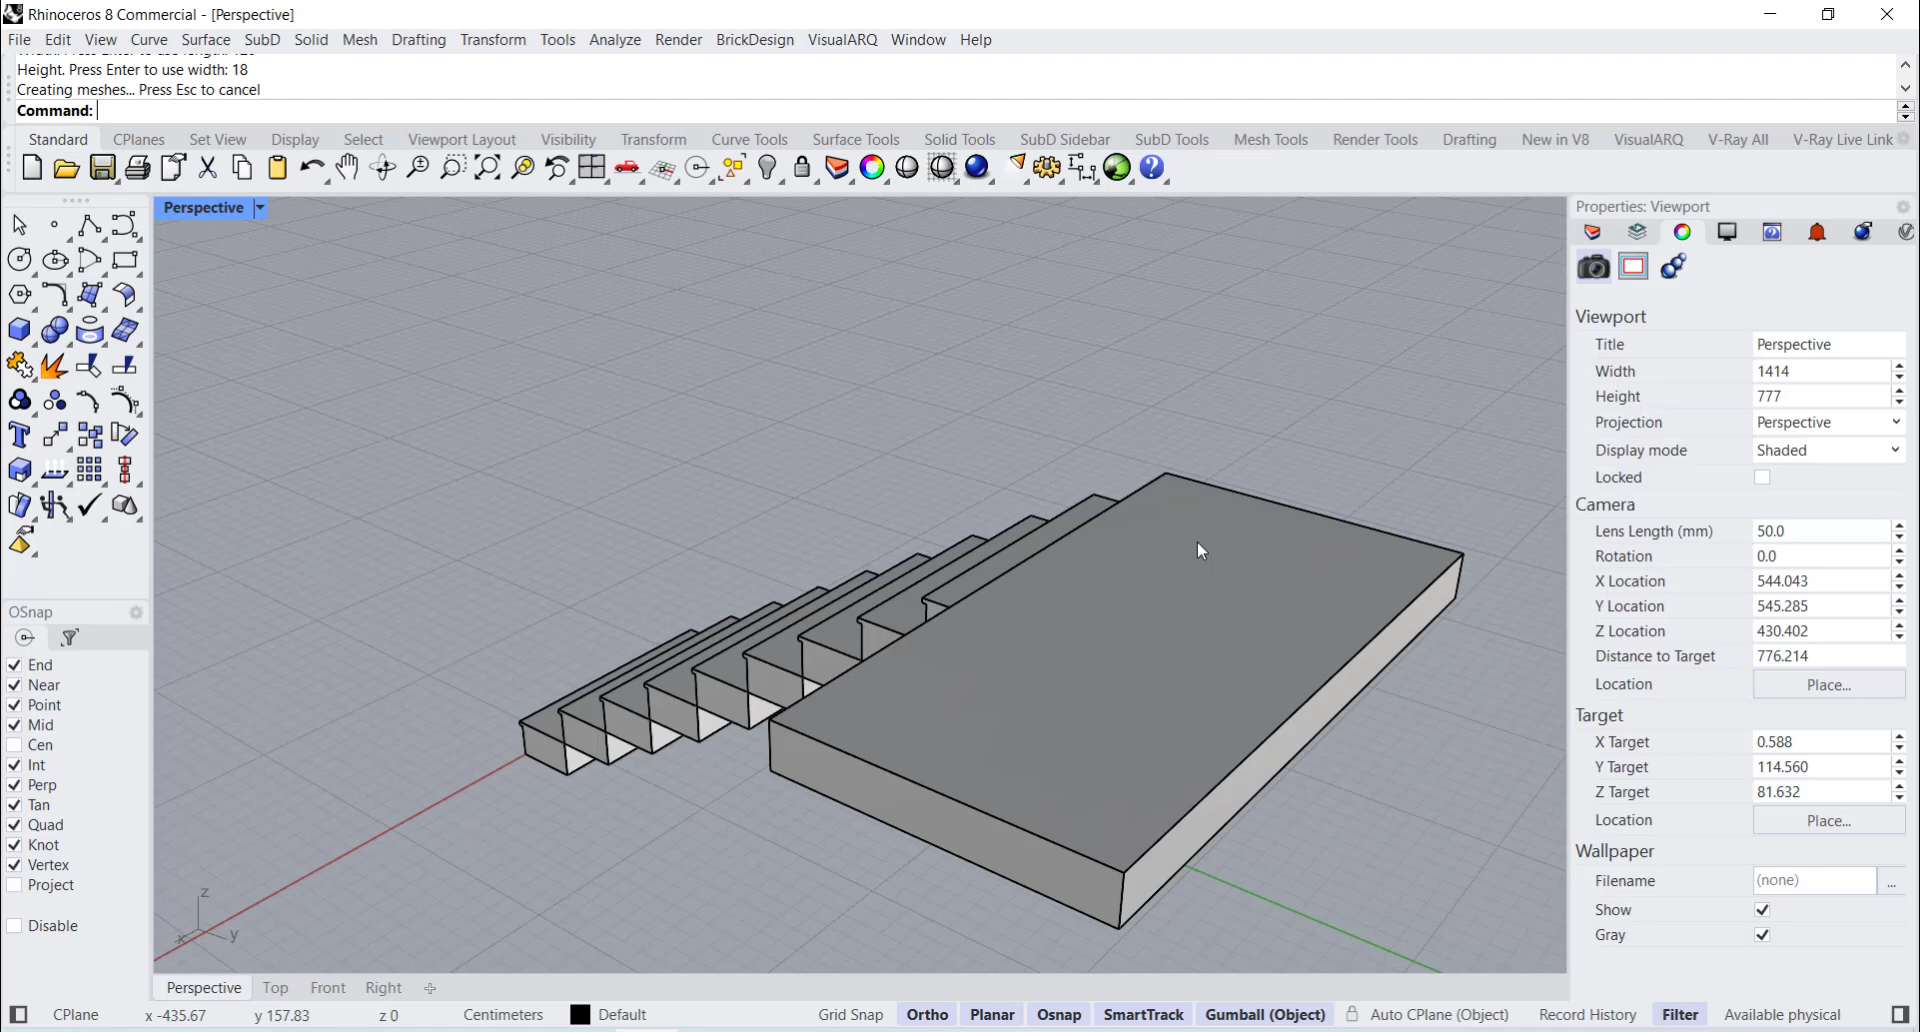 Rhinoceros 8 Commercial - [Perspective]
File Edit View Curve Surface SubD Solid Mesh Drafting Transform Tools Analyze Render BrickDesign VisualARQ Window Help
Height. Press Enter to use width: 18
Creating meshes... Press Esc to cancel
Command:
Standard CPlanes Set View Display Select Viewport Layout Visibility Transform Curve Tools Surface Tools Solid Tools SubD Sidebar SubD Tools Mesh Tools Render Tools Drafting New in V8 VisualARQ V-Ray All V-Ray Live Link
Perspective
Properties: Viewport
Viewport
Title Perspective
Width 1414
Height 777
Projection Perspective
Display mode Shaded
Locked
Camera
Lens Length (mm) 50.0
Rotation 0.0
X Location 544.043
Y Location 545.285
Z Location 430.402
Distance to Target 776.214
Location Place...
Target
X Target 0.588
Y Target 114.560
Z Target 81.632
Location Place...
Wallpaper
Filename (none) ...
Show
Gray
OSnap
End
Near
Point
Mid
Cen
Int
Perp
Tan
Quad
Knot
Vertex
Project
Disable
z
x y
Perspective Top Front Right
CPlane x -435.67 y 157.83 z 0 Centimeters Default Grid Snap Ortho Planar Osnap SmartTrack Gumball (Object) Auto CPlane (Object) Record History Filter Available physical